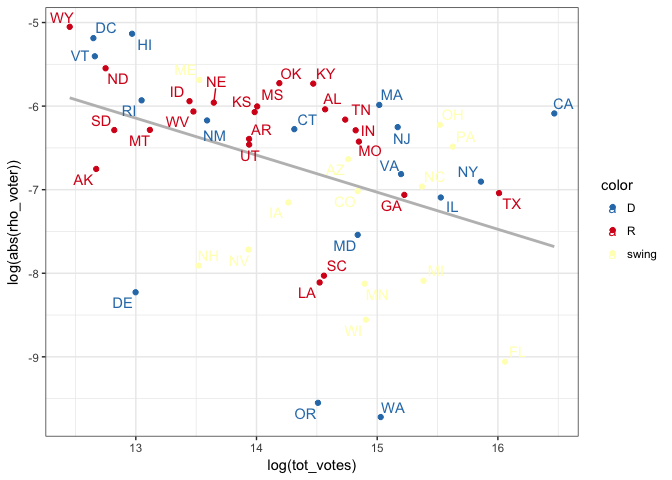 WY
-5
DC
HI
VT
ND
ME
OK
KY
NE
ID
MA
-6
RI
KS
MS
AL
CA
SD
MT
WV
NM
AR
CT
TN
IN
NJ
OH
PA
UT
MO
AK
AZ
VA
NC
NY
-7
IA
CO
GA
IL
TX
NH
NV
MD
-8
DE
LA
SC
MN
MI
WI
-9
FL
OR
WA
13
14
15
16
log(tot_votes)
log(abs(rho_voter))
color
a D
a R
a swing